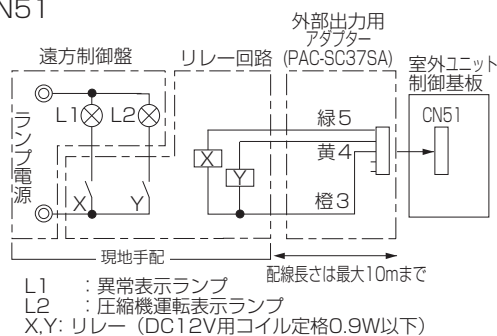 N51
外部出力用
アダプター
(PAC-SC37SA)
遠方制御盤
リレー回路
室外ユニット
制御基板
CN51
L1
L2
ランプ電源
X
Y
X
Y
緑5
黄4
橙3
現地手配
配線長さは最大10mまで
L1 :異常表示ランプ
L2 :圧縮機運転表示ランプ
X,Y:リレー(DC12V用コイル定格0.9W以下)